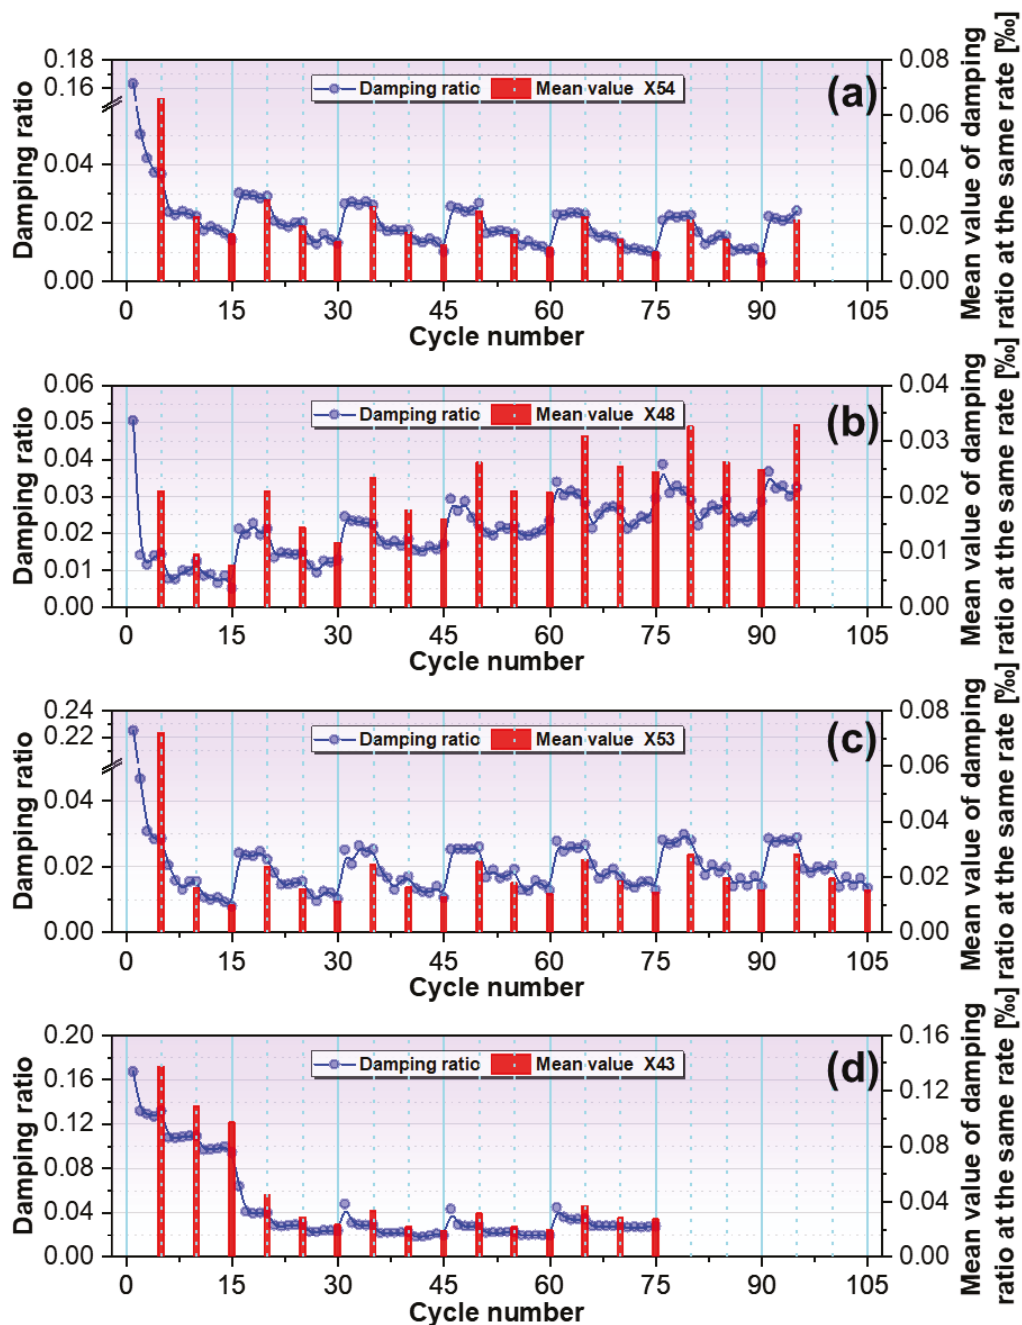 0.18
0.16
0.04
0.02
0.00
Damping ratio
Damping ratio Mean value X54
(a)
0.08
0.06
0.04
0.02
0.00
Mean value of damping
ratio at the same rate [‰]
0 15 30 45 60 75 90 105
Cycle number
0.06
0.05
0.04
0.03
0.02
0.01
0.00
Damping ratio
Damping ratio Mean value X48
(b)
0.04
0.03
0.02
0.01
0.00
Mean value of damping
ratio at the same rate [‰]
0 15 30 45 60 75 90 105
Cycle number
0.24
0.22
0.04
0.02
0.00
Damping ratio
Damping ratio Mean value X53
(c)
0.08
0.06
0.04
0.02
0.00
Mean value of damping
ratio at the same rate [‰]
0 15 30 45 60 75 90 105
Cycle number
0.20
0.16
0.12
0.08
0.04
0.00
Damping ratio
Damping ratio Mean value X43
(d)
0.16
0.12
0.08
0.04
0.00
Mean value of damping
ratio at the same rate [‰]
0 15 30 45 60 75 90 105
Cycle number